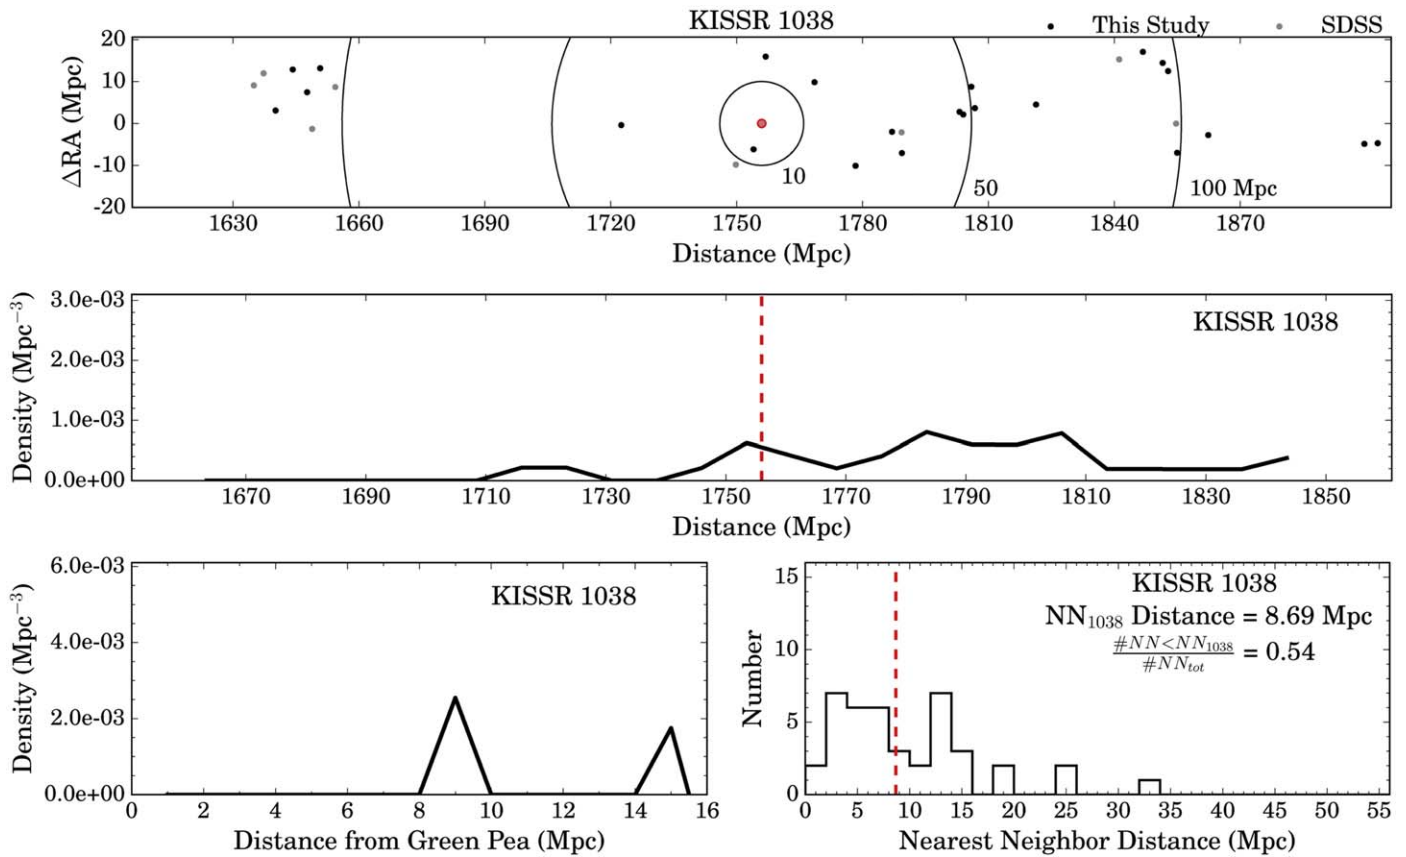 KISSR 1038
This Study
SDSS
ΔRA (Mpc)
20
10
0
-10
-20
10
50
100 Mpc
1630 1660 1690 1720 1750 1780 1810 1840 1870
Distance (Mpc)
Density (Mpc⁻³)
3.0e-03
2.0e-03
1.0e-03
0.0e+00
KISSR 1038
1670 1690 1710 1730 1750 1770 1790 1810 1830 1850
Distance (Mpc)
Density (Mpc⁻³)
6.0e-03
4.0e-03
2.0e-03
0.0e+00
KISSR 1038
0 2 4 6 8 10 12 14 16
Distance from Green Pea (Mpc)
Number
15
10
5
0
KISSR 1038
NN₁₀₃₈ Distance = 8.69 Mpc
#NN<NN₁₀₃₈
#NN_tot
= 0.54
0 5 10 15 20 25 30 35 40 45 50 55
Nearest Neighbor Distance (Mpc)